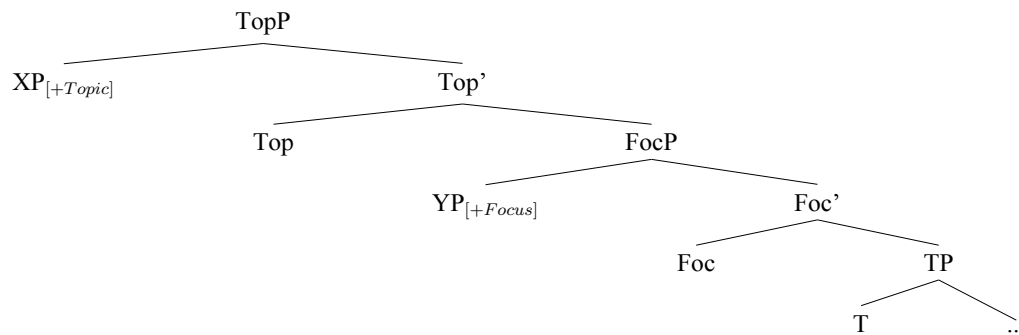 TopP
XP[+Topic] Top’
Top FocP
YP[+Focus] Foc’
Foc TP
T ..